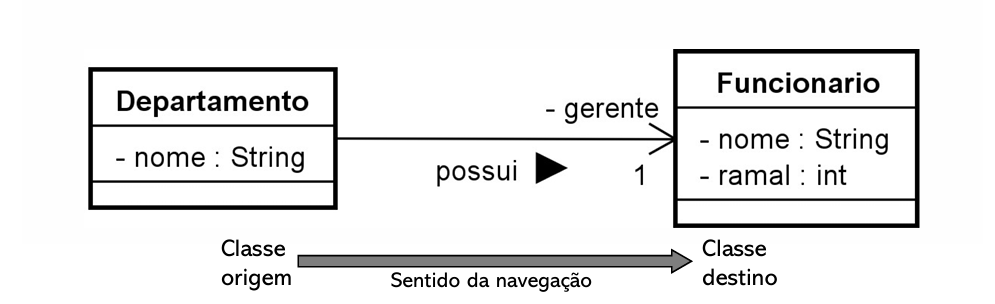 Departamento
- nome : String
- gerente
possui
1
Funcionario
- nome : String
- ramal : int
Classe
origem
Sentido da navegação
Classe
destino